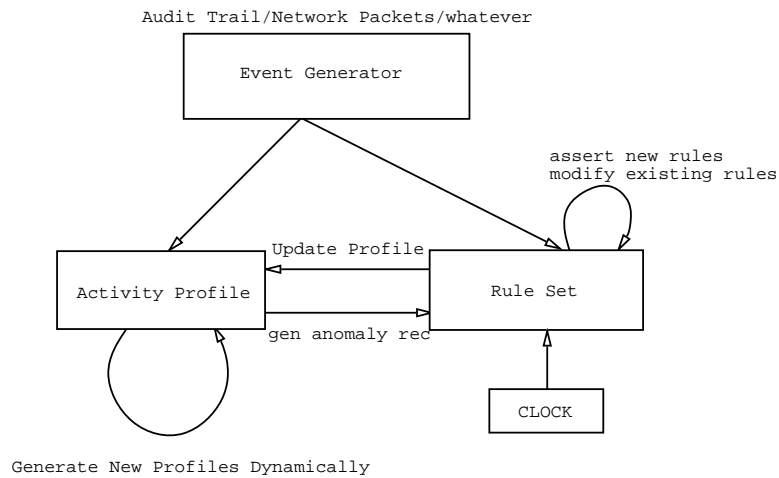 Audit Trail/Network Packets/whatever
Event Generator
assert new rules
modify existing rules
Update Profile
Activity Profile
Rule Set
gen anomaly rec
CLOCK
Generate New Profiles Dynamically